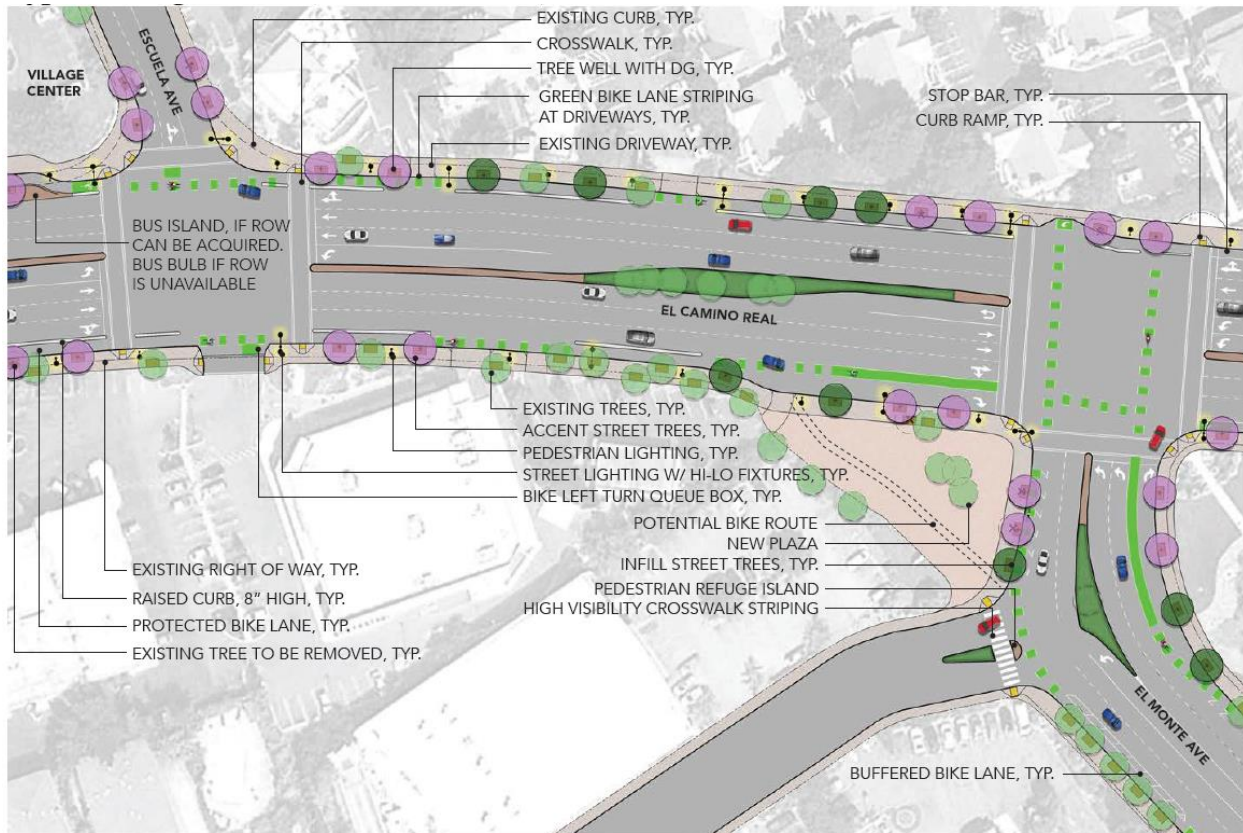 EXISTING CURB, TYP.
CROSSWALK, TYP.
TREE WELL WITH DG, TYP.
GREEN BIKE LANE STRIPING
AT DRIVEWAYS, TYP.
EXISTING DRIVEWAY, TYP.
ESCUELA AVE
VILLAGE
CENTER
STOP BAR, TYP.
CURB RAMP, TYP.
BUS ISLAND, IF ROW
CAN BE ACQUIRED.
BUS BULB IF ROW
IS UNAVAILABLE
EL CAMINO REAL
EXISTING TREES, TYP.
ACCENT STREET TREES, TYP.
PEDESTRIAN LIGHTING, TYP.
STREET LIGHTING W/ HI-LO FIXTURES, TYP.
BIKE LEFT TURN QUEUE BOX, TYP.
POTENTIAL BIKE ROUTE
NEW PLAZA
INFILL STREET TREES, TYP.
PEDESTRIAN REFUGE ISLAND
HIGH VISIBILITY CROSSWALK STRIPING
EXISTING RIGHT OF WAY, TYP.
RAISED CURB, 8" HIGH, TYP.
PROTECTED BIKE LANE, TYP.
EXISTING TREE TO BE REMOVED, TYP.
EL MONTE AVE
BUFFERED BIKE LANE, TYP.